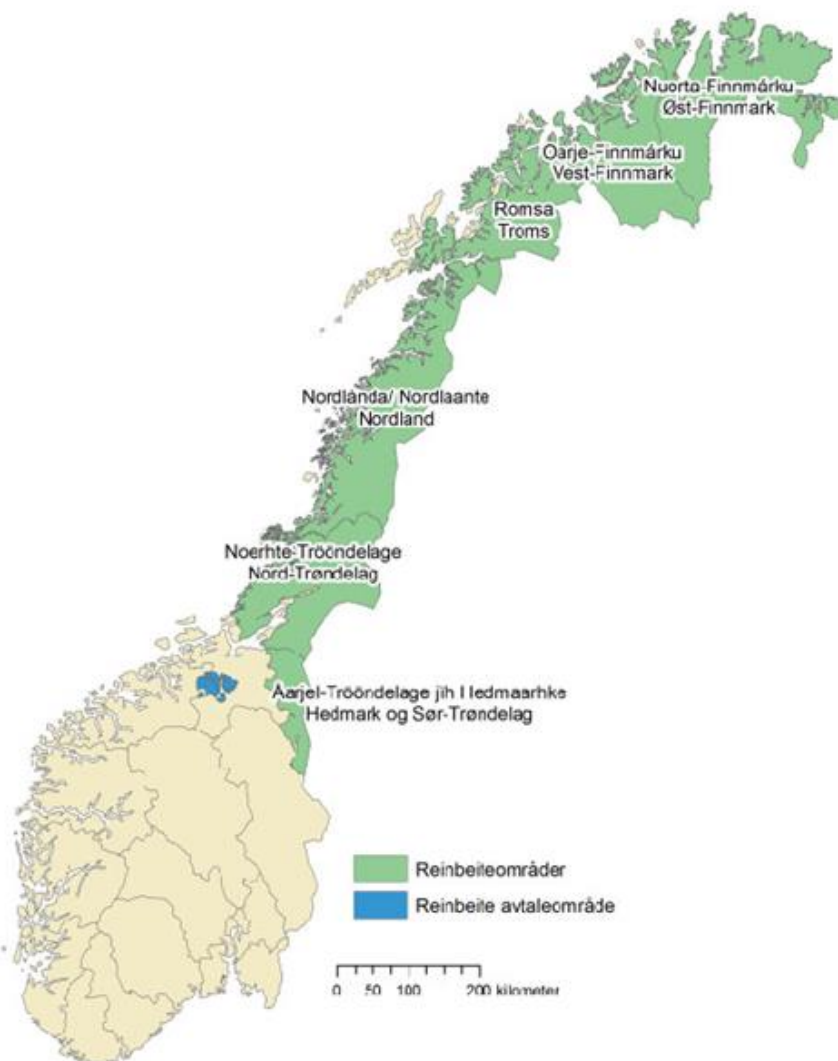 Nuorta-Finnmárku
Øst-Finnmark
Oarje-Finnmárku
Vest-Finnmark
Romsa
Troms
Nordlánda/ Nordlaante
Nordland
Noerhte-Trööndelage
Nord-Trøndelag
Aarjel-Trööndelage jïh Hedmaarhke
Hedmark og Sør-Trøndelag
Reinbeiteområder
Reinbeite avtaleområde
0 50 100 200 kilometer